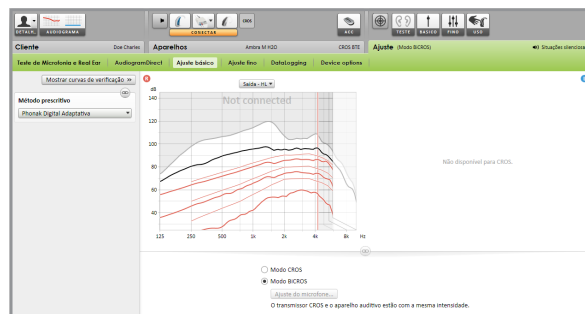 DETALH.
AUDIOGRAMA
CROS
CONECTAR
ACC
TESTE
BASICO
FINO
USO
Cliente
Doe Charles
Aparelhos
Ambra M H2O
CROS BTE
Ajuste (Modo BICROS)
Situações silenciosa
Teste da Microfonia e Real Ear
AudiogramDirect
Ajuste básico
Ajuste fino
DataLogging
Device options
Mostrar curvas de verificação >>
Método prescritivo
Phonak Digital Adaptativa
Saída - HL
dB
Not connected
140
120
100
80
60
40
125
250
500
1k
2k
4k
8k
Hz
Não disponível para CROS.
Modo CROS
Modo BICROS
Ajuste do microfone...
O transmissor CROS e o aparelho auditivo estão com a mesma intensidade.